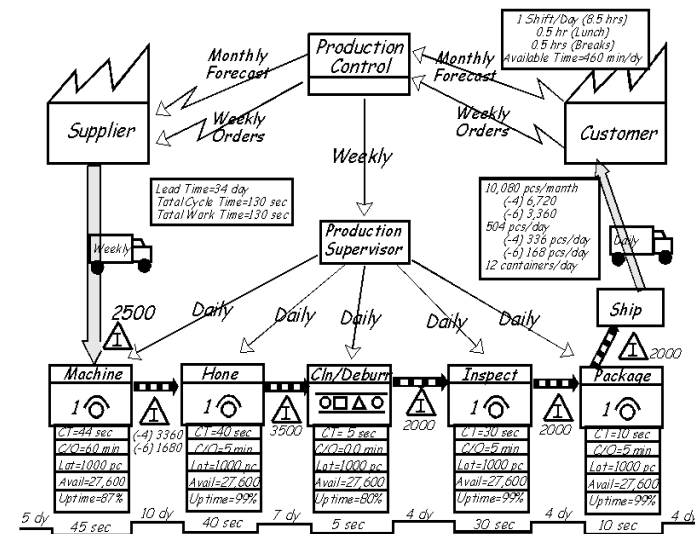 1 Shift/Day (8.5 hrs)
0.5 hr (Lunch)
0.5 hrs (Breaks)
Available Time=460 min/dy
Production
Control
Monthly
Forecast
Monthly
Forecast
Weekly
Orders
Weekly
Orders
Supplier
Customer
Weekly
Lead Time=34 day
Total Cycle Time=130 sec
Total Work Time=130 sec
10,080 pcs/month
(-4) 6,720
(-6) 3,360
504 pcs/day
(-4) 336 pcs/day
(-6) 168 pcs/day
12 containers/day
Production
Supervisor
Weekly
Daily
Ship
2500
I
Daily
Daily
Daily
Daily
Daily
I
2000
Machine
Hone
Cln/Deburr
Inspect
Package
1
1
1
1
I
(-4) 3360
(-6) 1680
I
3500
I
2000
I
2000
CT=44 sec
C/O=60 min
Lot=1000 pc
Avail=27,600
Uptime=87%
CT=40 sec
C/O=5 min
Lot=1000 pc
Avail=27,600
Uptime=99%
CT= 5 sec
C/O=0.0 min
Lot=1000 pc
Avail=27,600
Uptime=80%
CT=30 sec
C/O=5 min
Lot=1000 pc
Avail=27,600
Uptime=99%
CT=10 sec
C/O=5 min
Lot=1000 pc
Avail=27,600
Uptime=99%
5 dy
45 sec
10 dy
40 sec
7 dy
5 sec
4 dy
30 sec
4 dy
10 sec
4 d